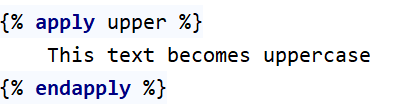 {% apply upper %}
    This text becomes uppercase
{% endapply %}